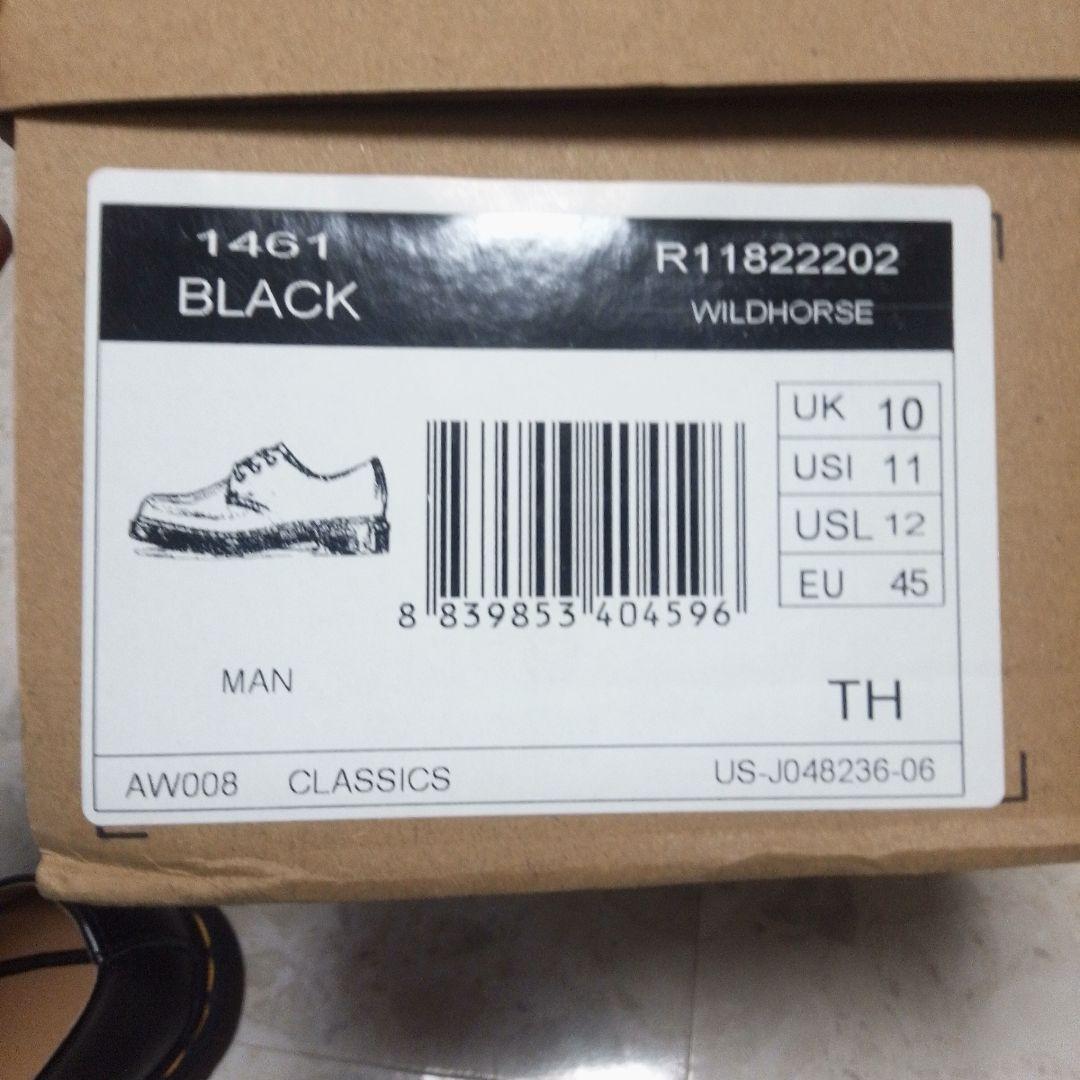 1461
BLACK
R11822202
WILDHORSE
UK 10
USI 11
USL 12
EU 45
8 839853 404596
MAN
TH
AW008 CLASSICS
US-J048236-06